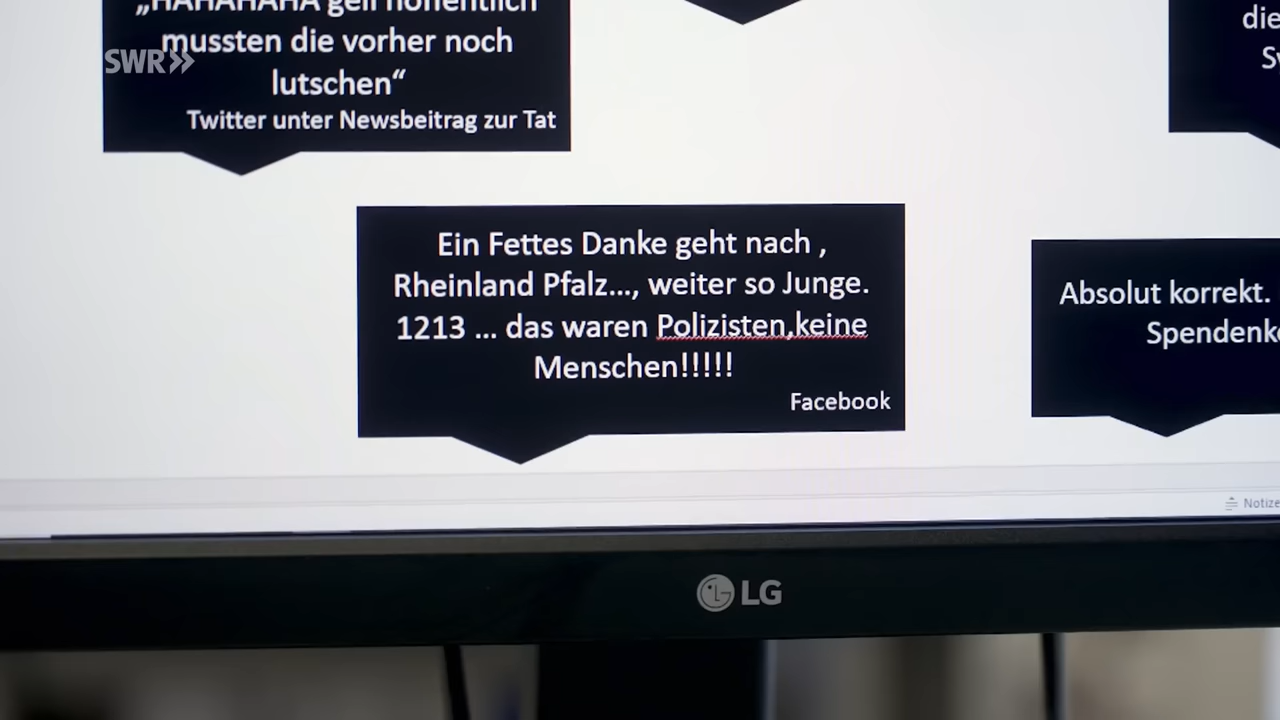 „HAHAHAHA geil hoffentlich
mussten die vorher noch
lutschen“
Twitter unter Newsbeitrag zur Tat
SWR
die
Ein Fettes Danke geht nach ,
Rheinland Pfalz..., weiter so Junge.
1213 ... das waren Polizisten,keine
Menschen!!!!!
Facebook
Absolut korrekt.
LG